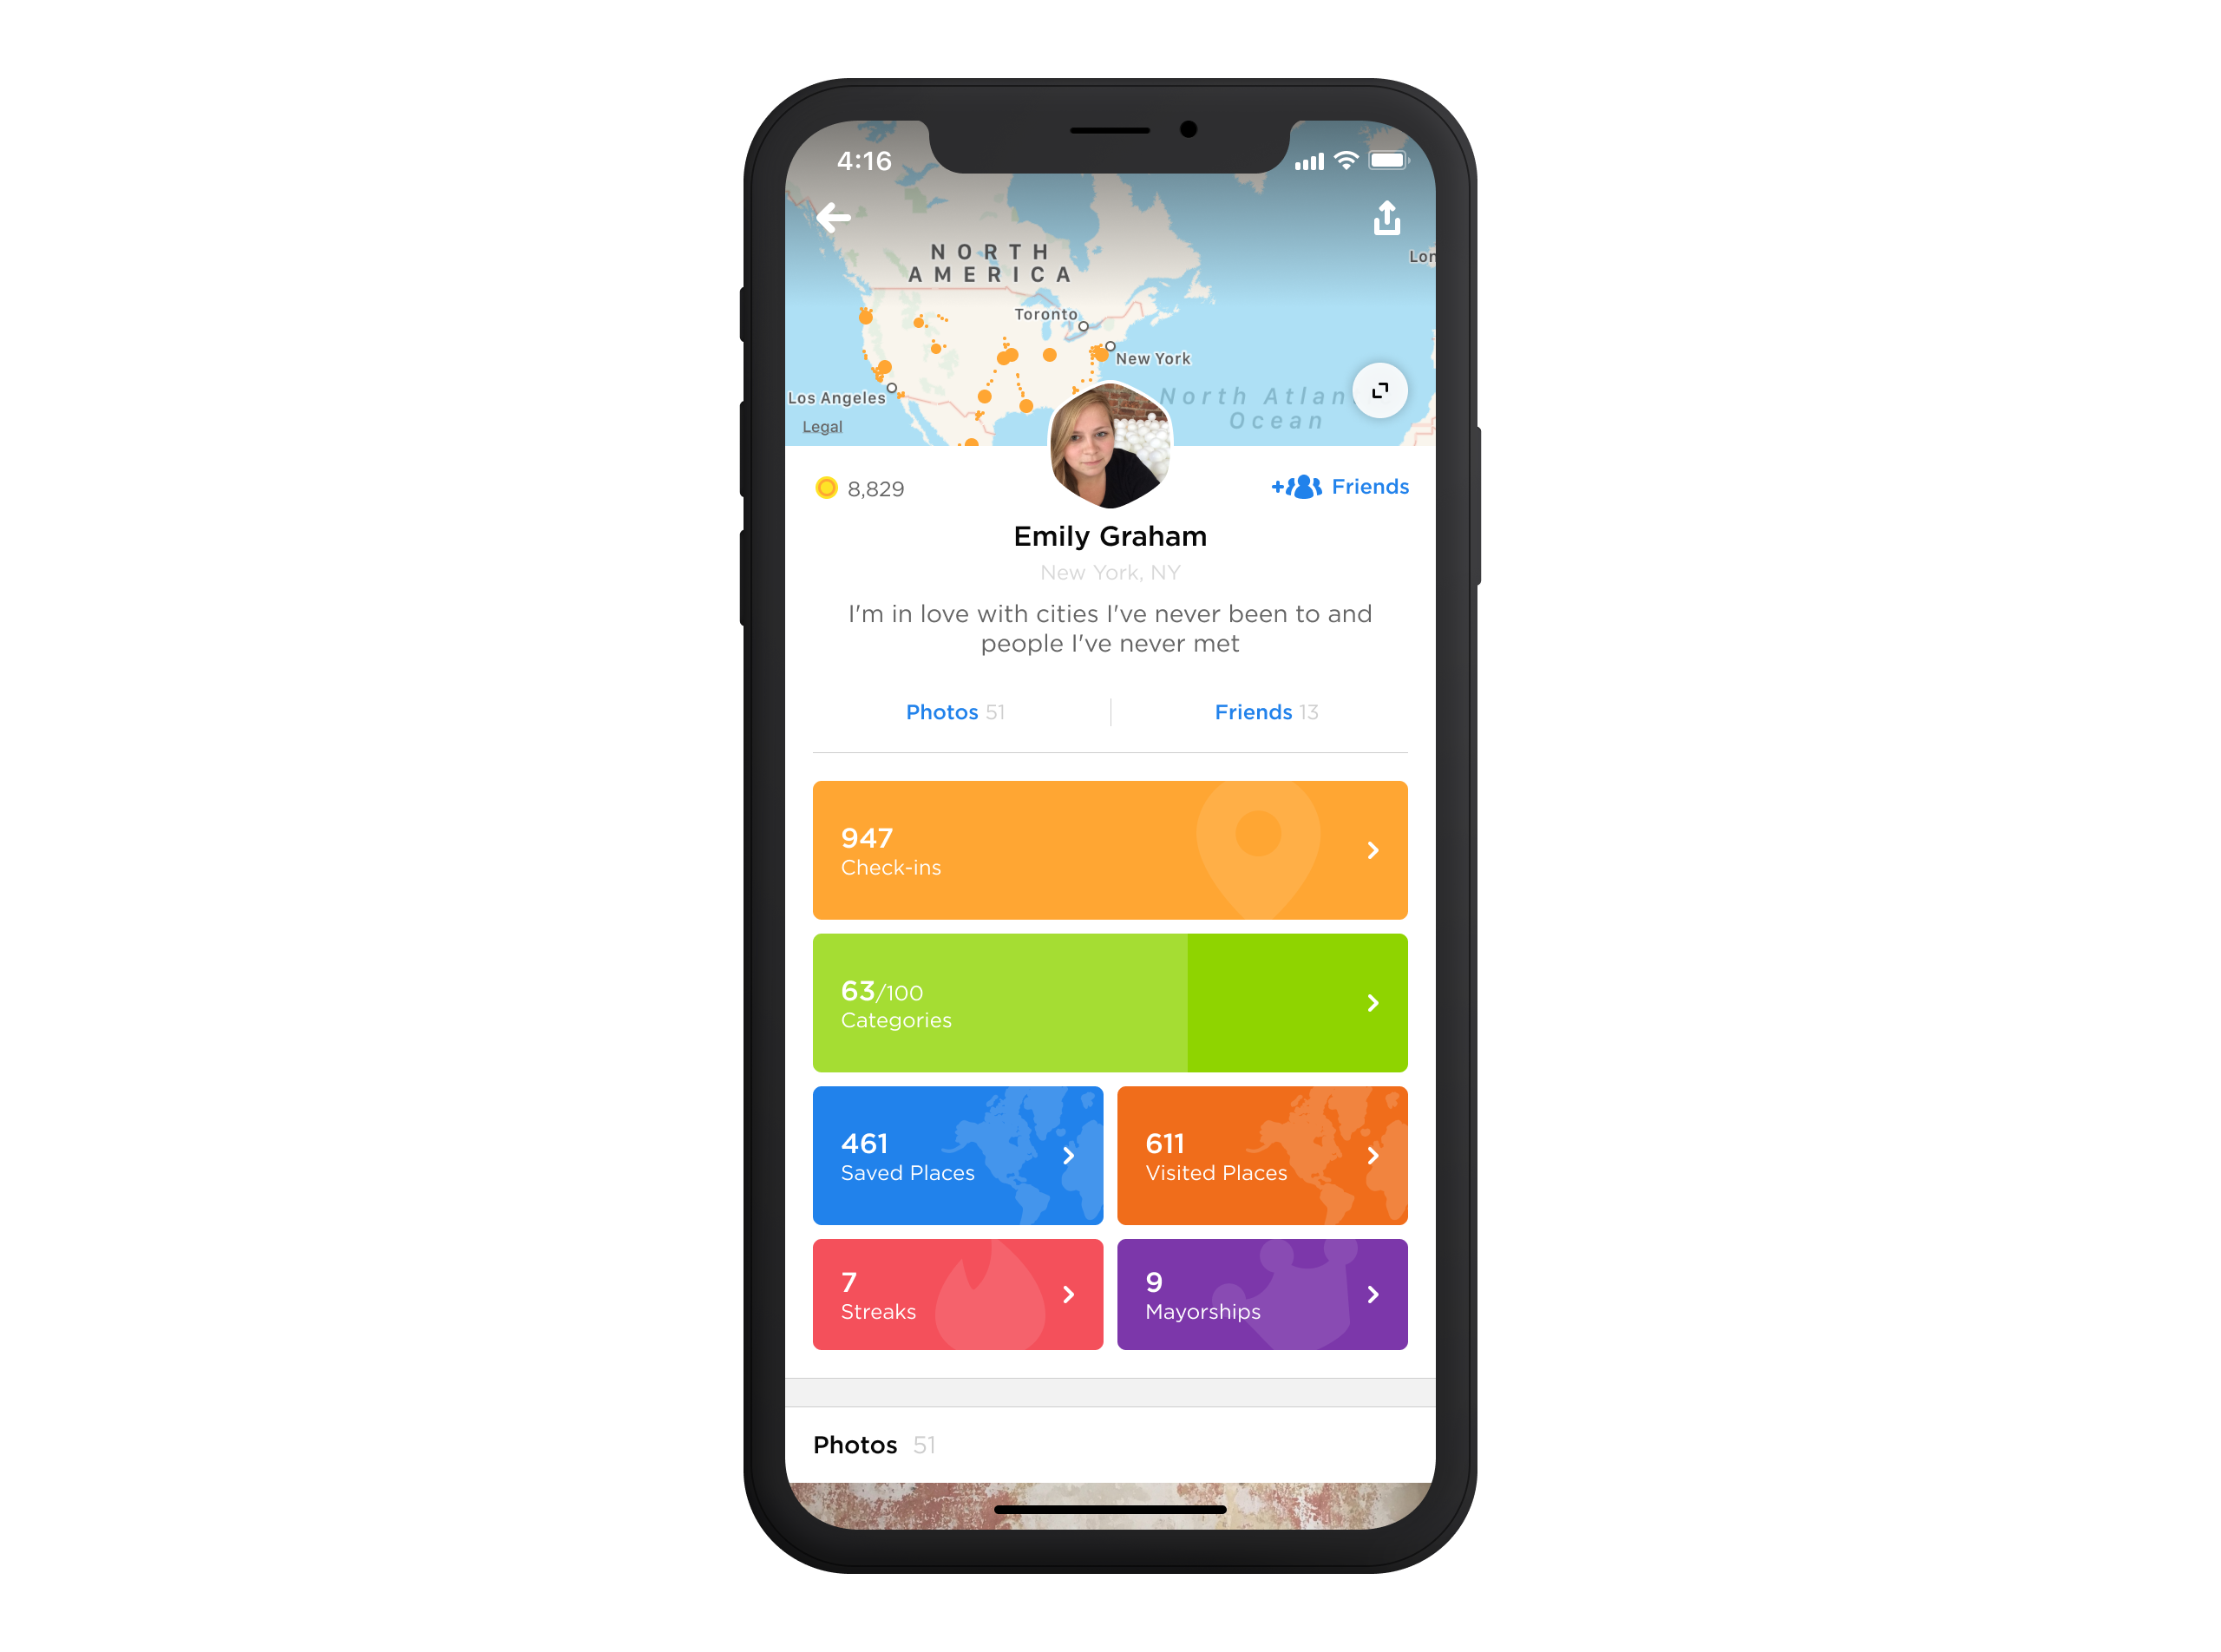 4:16
NORTH
AMERICA
Toronto
New York
Los Angeles
Legal
North Atlan
Ocean
Lon
8,829
+ Friends
Emily Graham
New York, NY
I'm in love with cities I've never been to and
people I've never met
Photos 51
Friends 13
947
Check-ins
63/100
Categories
461
Saved Places
611
Visited Places
7
Streaks
9
Mayorships
Photos 51